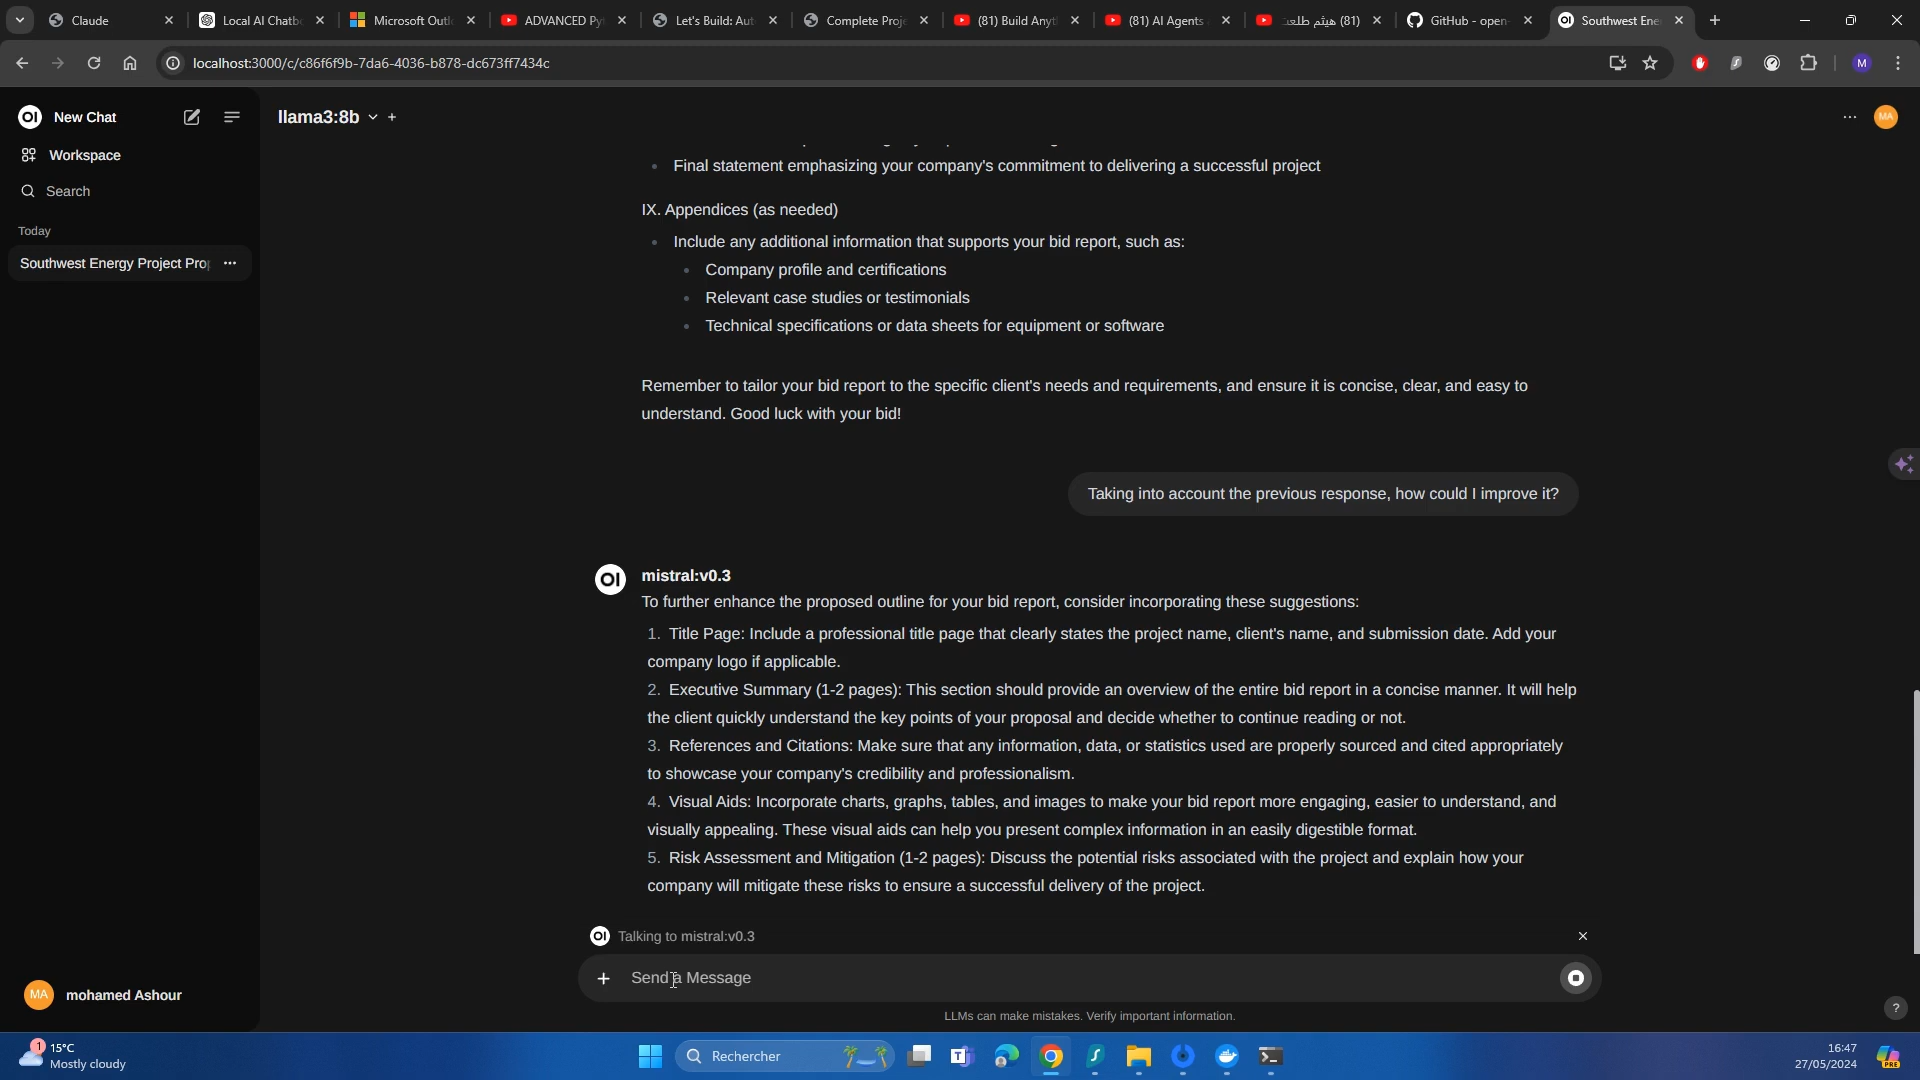 Claude
Local AI Chatb
Microsoft Outl
ADVANCED Py
Let's Build: Aut
Complete Proje
(81) Build Anyt
(81) AI Agents
(81) هيثم طلعت
GitHub - open-
Southwest Ene
localhost:3000/c/c86f6f9b-7da6-4036-b878-dc673ff7434c
M
OI New Chat
Workspace
Search
Today
Southwest Energy Project Prop
MA mohamed Ashour
llama3:8b
MA
Final statement emphasizing your company's commitment to delivering a successful project
IX. Appendices (as needed)
Include any additional information that supports your bid report, such as:
Company profile and certifications
Relevant case studies or testimonials
Technical specifications or data sheets for equipment or software
Remember to tailor your bid report to the specific client's needs and requirements, and ensure it is concise, clear, and easy to
understand. Good luck with your bid!
Taking into account the previous response, how could I improve it?
OI mistral:v0.3
To further enhance the proposed outline for your bid report, consider incorporating these suggestions:
1. Title Page: Include a professional title page that clearly states the project name, client's name, and submission date. Add your
company logo if applicable.
2. Executive Summary (1-2 pages): This section should provide an overview of the entire bid report in a concise manner. It will help
the client quickly understand the key points of your proposal and decide whether to continue reading or not.
3. References and Citations: Make sure that any information, data, or statistics used are properly sourced and cited appropriately
to showcase your company's credibility and professionalism.
4. Visual Aids: Incorporate charts, graphs, tables, and images to make your bid report more engaging, easier to understand, and
visually appealing. These visual aids can help you present complex information in an easily digestible format.
5. Risk Assessment and Mitigation (1-2 pages): Discuss the potential risks associated with the project and explain how your
company will mitigate these risks to ensure a successful delivery of the project.
OI Talking to mistral:v0.3
Send a Message
LLMs can make mistakes. Verify important information.
?
1
15°C
Mostly cloudy
Rechercher
16:47
27/05/2024
PRE